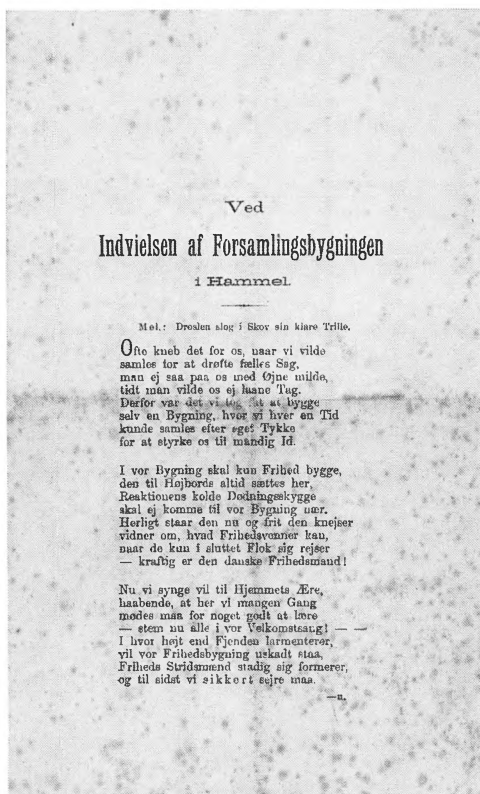 Ved
Indvielsen af Forsamlingsbygningen
i Hammel.
Mel.: Droslen slog i Skov sin klare Trille.
Ofte kneb det for os, naar vi vilde
samles for at drøfte fælles Sag,
man ej saa paa os med Øjne milde,
tidt man vilde os ej laane Tag.
Derfor var det vi tog fat at bygge
selv en Bygning, hvor vi hver en Tid
kunde samles efter eget Tykke
for at styrke os til mandig Id.
I vor Bygning skal kun Frihed bygge,
den til Højbords altid sættes her,
Reaktionens kolde Dødningskygge
skal ej komme til vor Bygning nær.
Herligt staar den nu og frit den knejser
vidner om, hvad Frihedsvenner kan,
naar de kun i sluttet Flok sig rejser
— kraftig er den danske Frihedsmand!
Nu vi synge vil til Hjemmets Ære,
haabende, at her vi mangen Gang
mødes maa for noget godt at lære
— stem nu alle i vor Velkomstsang! — —
I hvor højt end Fjenden larmenterer,
vil vor Frihedsbygning uskadt staa,
Friheds Stridsmænd stadig sig formerer,
og til sidst vi sikkert sejre maa.
—n.